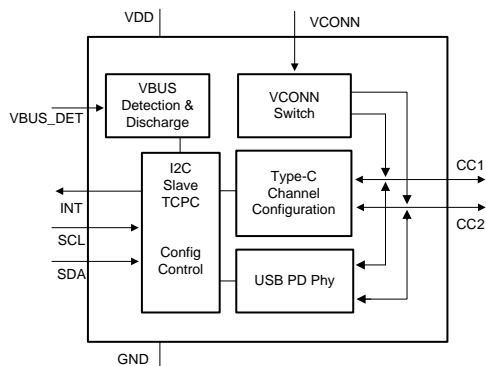 VDD
VCONN
VBUS
Detection &
Discharge
VCONN
Switch
VBUS_DET
I2C
Slave
TCPC
Config
Control
Type-C
Channel
Configuration
CC1
CC2
INT
SCL
SDA
USB PD Phy
GND